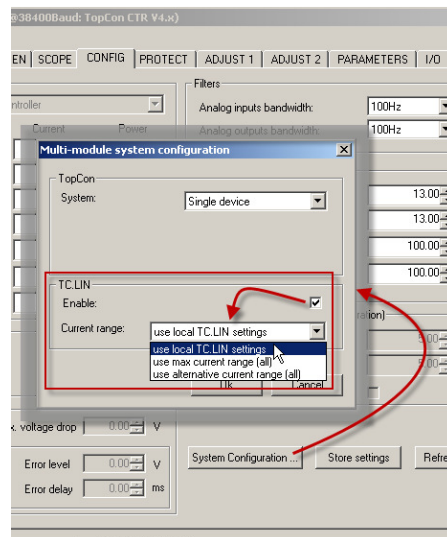 @38400Baud: TopCon CTR V4.x)
EN SCOPE CONFIG PROTECT ADJUST 1 ADJUST 2 PARAMETERS I/O
Filters
ntroller
Analog inputs bandwidth: 100Hz
Current Power
Analog outputs bandwidth: 100Hz
Multi-module system configuration
TopCon
System: Single device
13.00
13.00
100.00
100.00
TC.LIN
Enable:
ration)
Current range: use local TC.LIN settings
5.00
use local TC.LIN settings
use max current range (all)
0.00
use alternative current range (all)
Ok Cancel
. voltage drop 0.00 V
Error level 0.00 V
System Configuration ... Store settings Refre
Error delay 0.00 ms